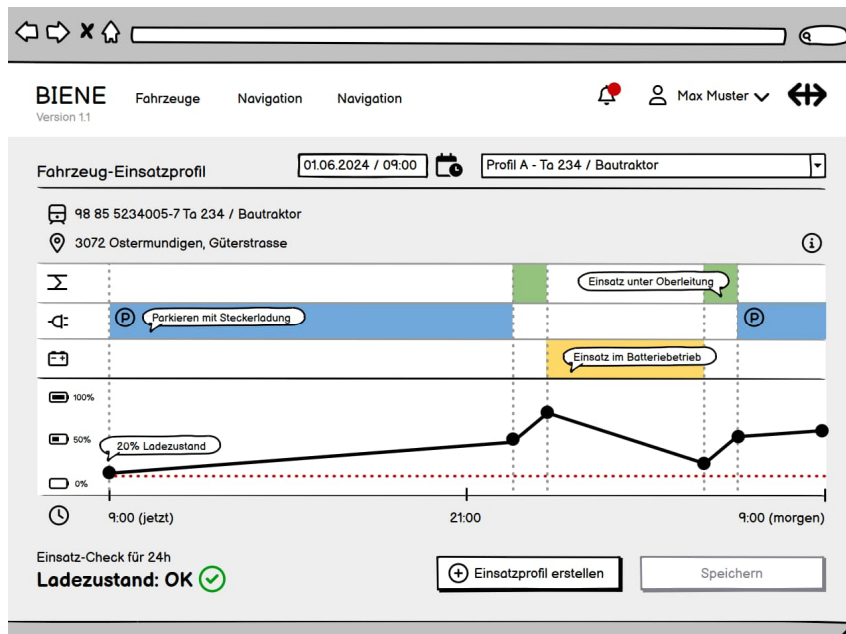 BIENE
Version 1.1
Fahrzeuge
Navigation
Navigation
Max Muster
Fahrzeug-Einsatzprofil
01.06.2024 / 09:00
Profil A - Ta 234 / Bautraktor
98 85 5234005-7 Ta 234 / Bautraktor
3072 Ostermundigen, Güterstrasse
Einsatz unter Oberleitung
P
Parkieren mit Steckerladung
P
Einsatz im Batteriebetrieb
100%
50%
20% Ladezustand
0%
9:00 (jetzt)
21:00
9:00 (morgen)
Einsatz-Check für 24h
Ladezustand: OK
Einsatzprofil erstellen
Speichern